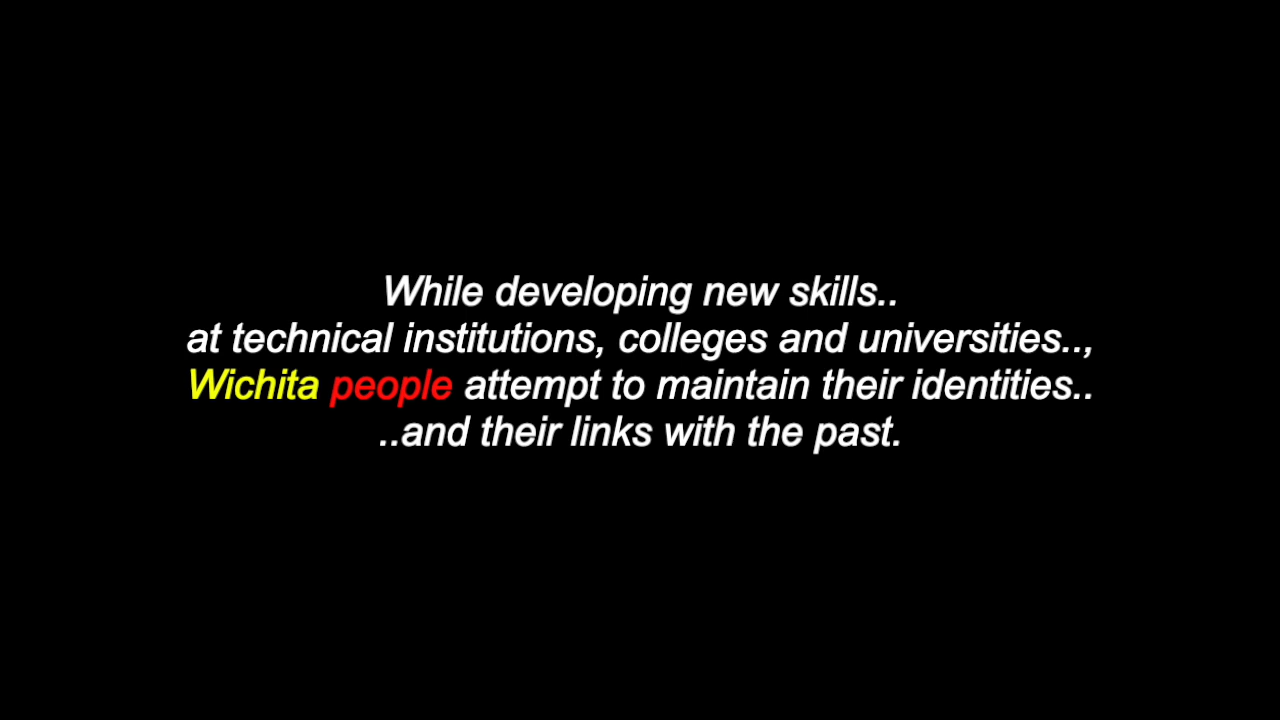 While developing new skills..
at technical institutions, colleges and universities..,
Wichita people attempt to maintain their identities..
..and their links with the past.